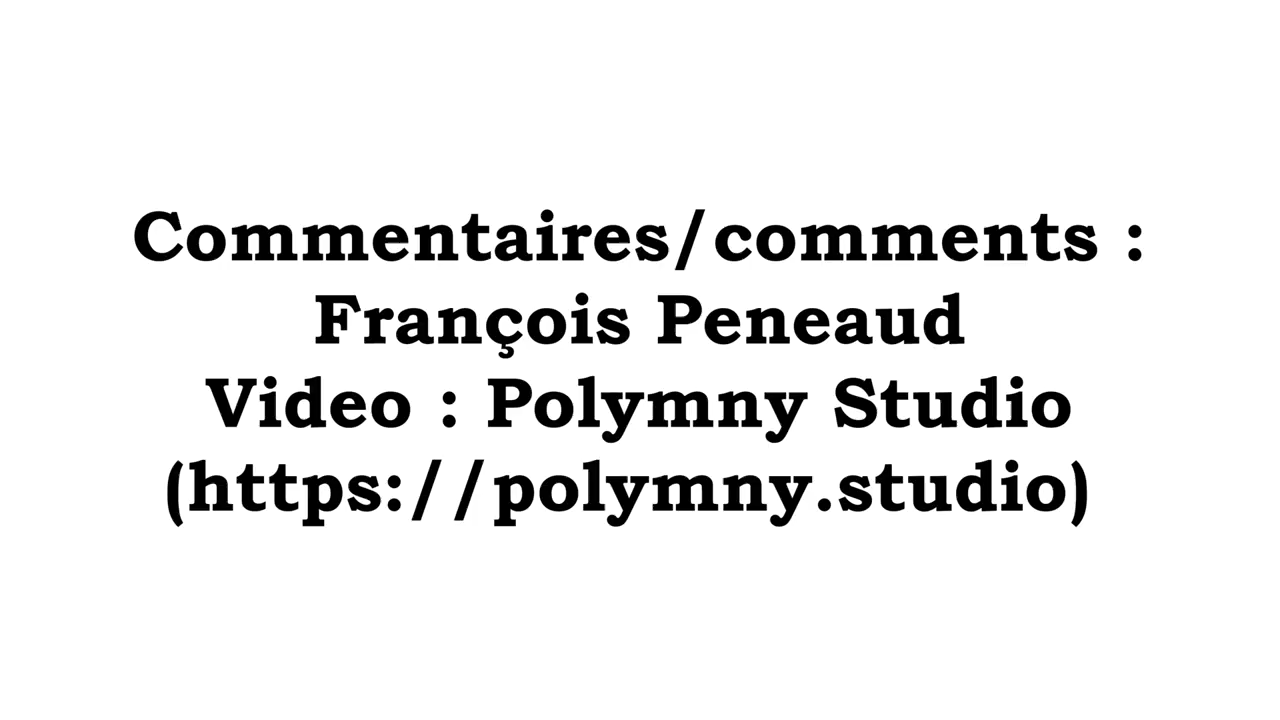 Commentaires/comments :
François Peneaud
Video : Polymny Studio
(https://polymny.studio)